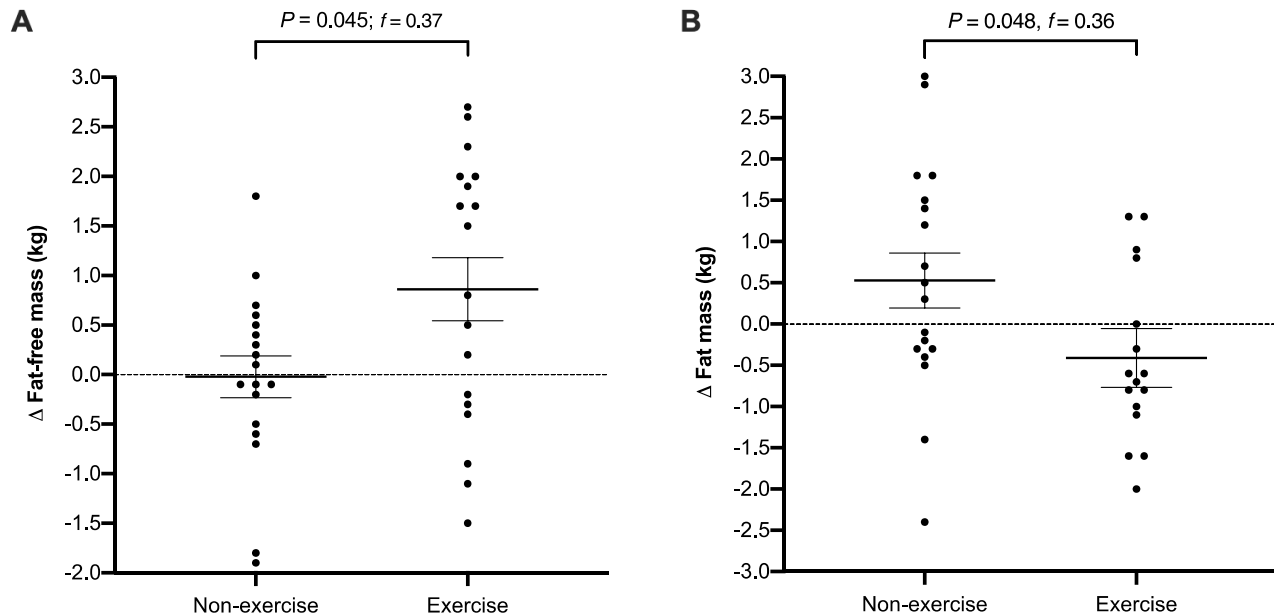 A
P = 0.045; f = 0.37
Δ Fat-free mass (kg)
3.0
2.5
2.0
1.5
1.0
0.5
0.0
-0.5
-1.0
-1.5
-2.0
Non-exercise
Exercise
B
P = 0.048, f = 0.36
Δ Fat mass (kg)
3.0
2.5
2.0
1.5
1.0
0.5
0.0
-0.5
-1.0
-1.5
-2.0
-2.5
-3.0
Non-exercise
Exercise